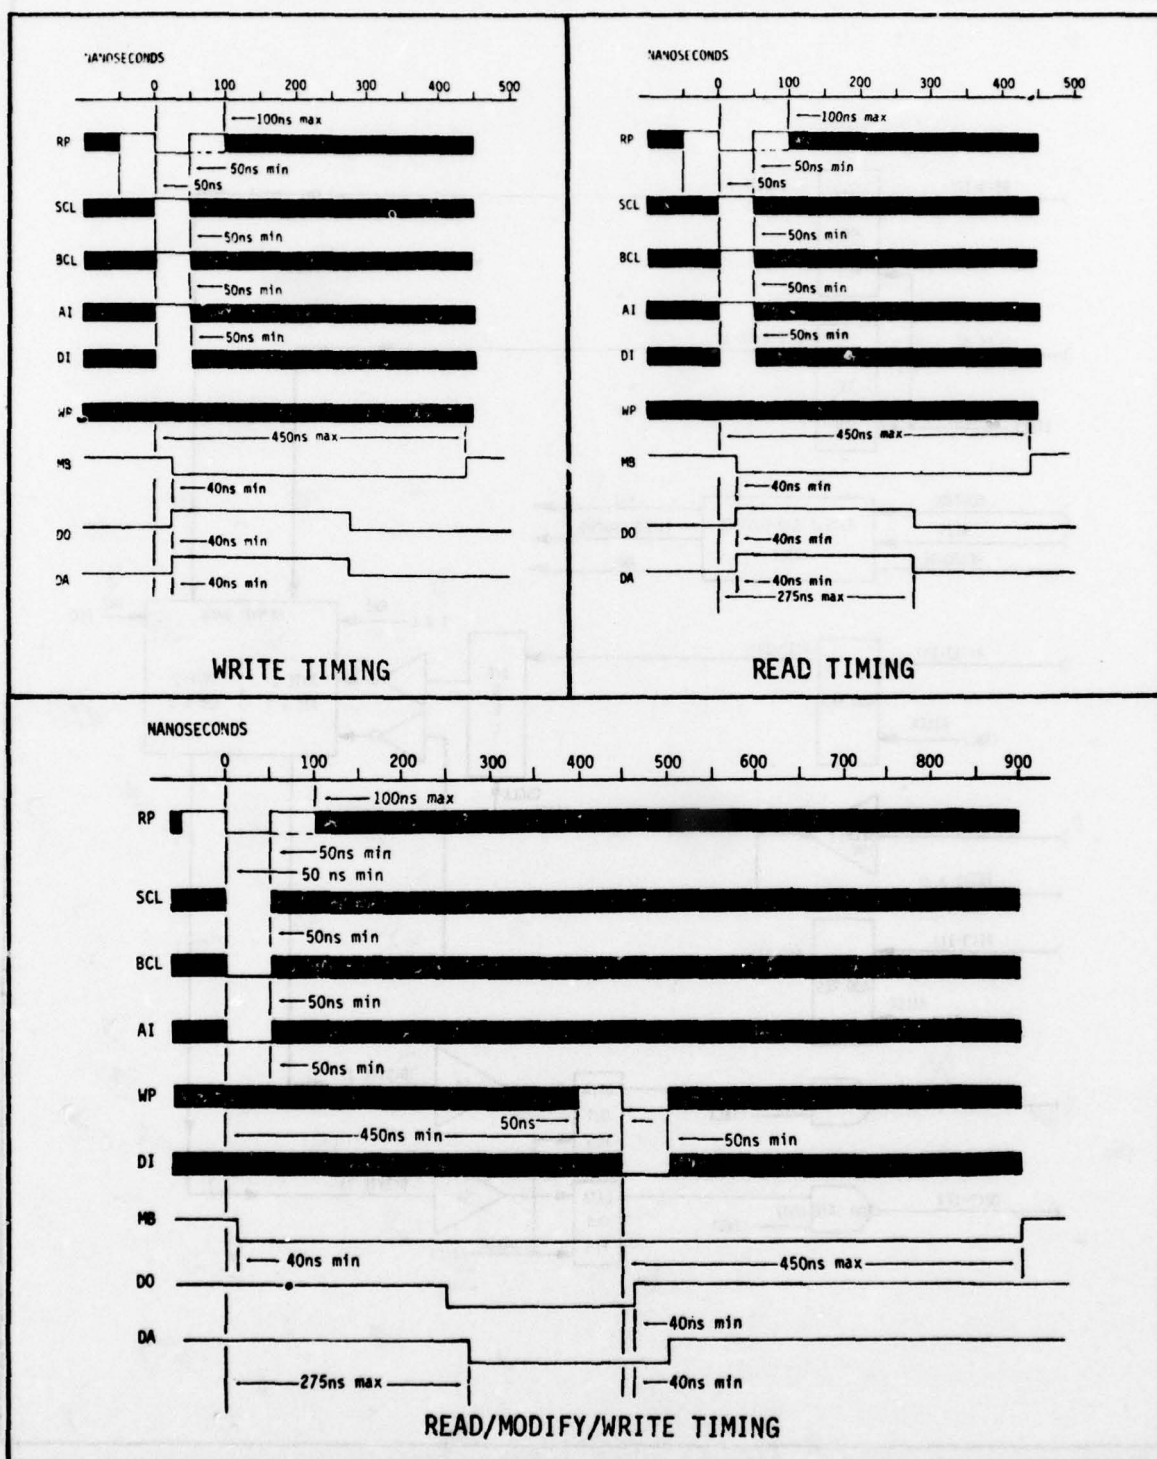 NANOSECONDS
0 100 200 300 400 500
100ns max
RP
50ns min
50ns
SCL
50ns min
BCL
50ns min
AI
50ns min
DI
WP
450ns max
MB
40ns min
DO
40ns min
DA
40ns min
WRITE TIMING
NANOSECONDS
0 100 200 300 400 500
100ns max
RP
50ns min
50ns
SCL
50ns min
BCL
50ns min
AI
50ns min
DI
WP
450ns max
MB
40ns min
DO
40ns min
DA
40ns min
275ns max
READ TIMING
NANOSECONDS
0 100 200 300 400 500 600 700 800 900
100ns max
RP
50ns min
50 ns min
SCL
50ns min
BCL
50ns min
AI
50ns min
WP
50ns
450ns min
50ns min
DI
MB
40ns min
450ns max
DO
40ns min
DA
275ns max
40ns min
READ/MODIFY/WRITE TIMING